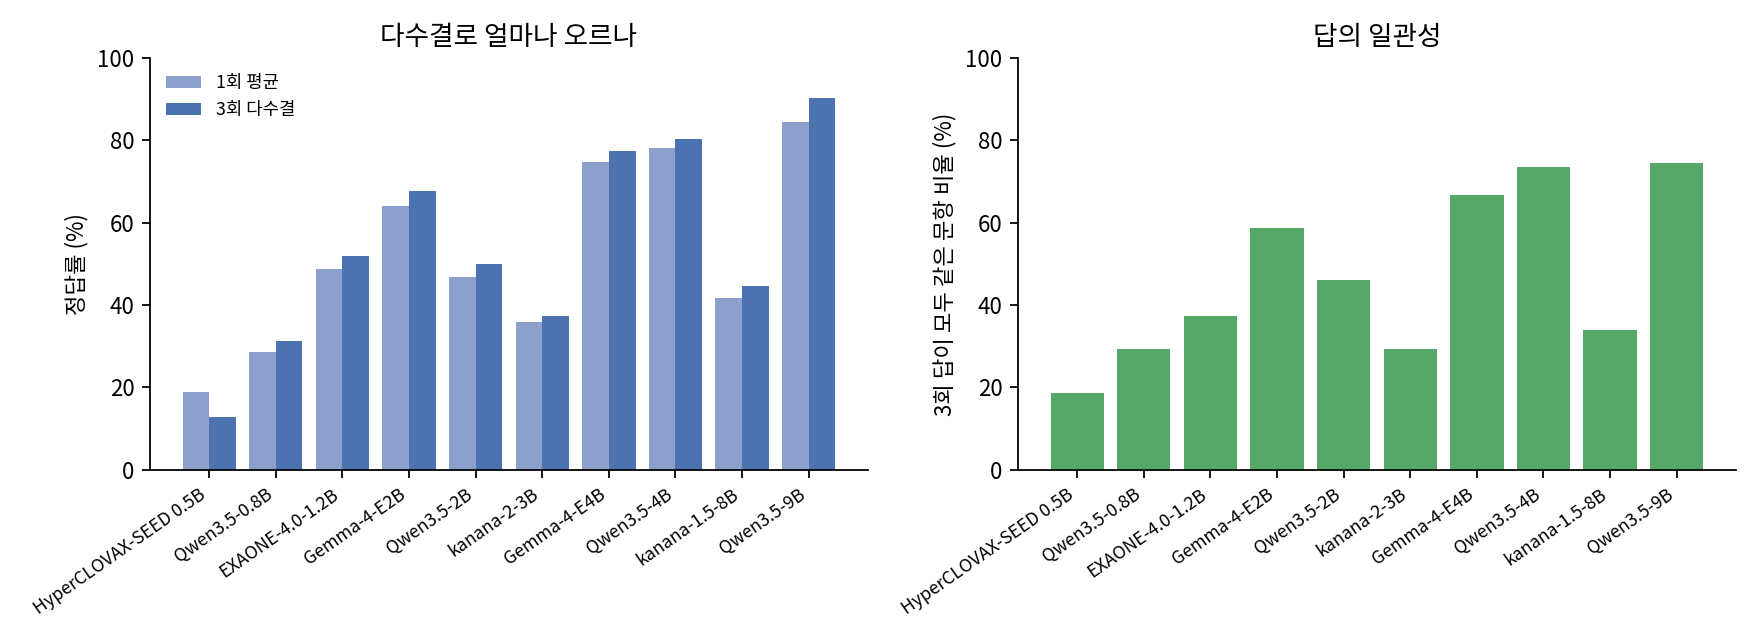 다수결로 얼마나 오르나
1회 평균
3회 다수결
정답률 (%)
100
80
60
40
20
0
HyperCLOVAX-SEED 0.5B
Qwen3.5-0.8B
EXAONE-4.0-1.2B
Gemma-4-E2B
Qwen3.5-2B
kanana-2-3B
Gemma-4-E4B
Qwen3.5-4B
kanana-1.5-8B
Qwen3.5-9B
답의 일관성
3회 답이 모두 같은 문항 비율 (%)
100
80
60
40
20
0
HyperCLOVAX-SEED 0.5B
Qwen3.5-0.8B
EXAONE-4.0-1.2B
Gemma-4-E2B
Qwen3.5-2B
kanana-2-3B
Gemma-4-E4B
Qwen3.5-4B
kanana-1.5-8B
Qwen3.5-9B